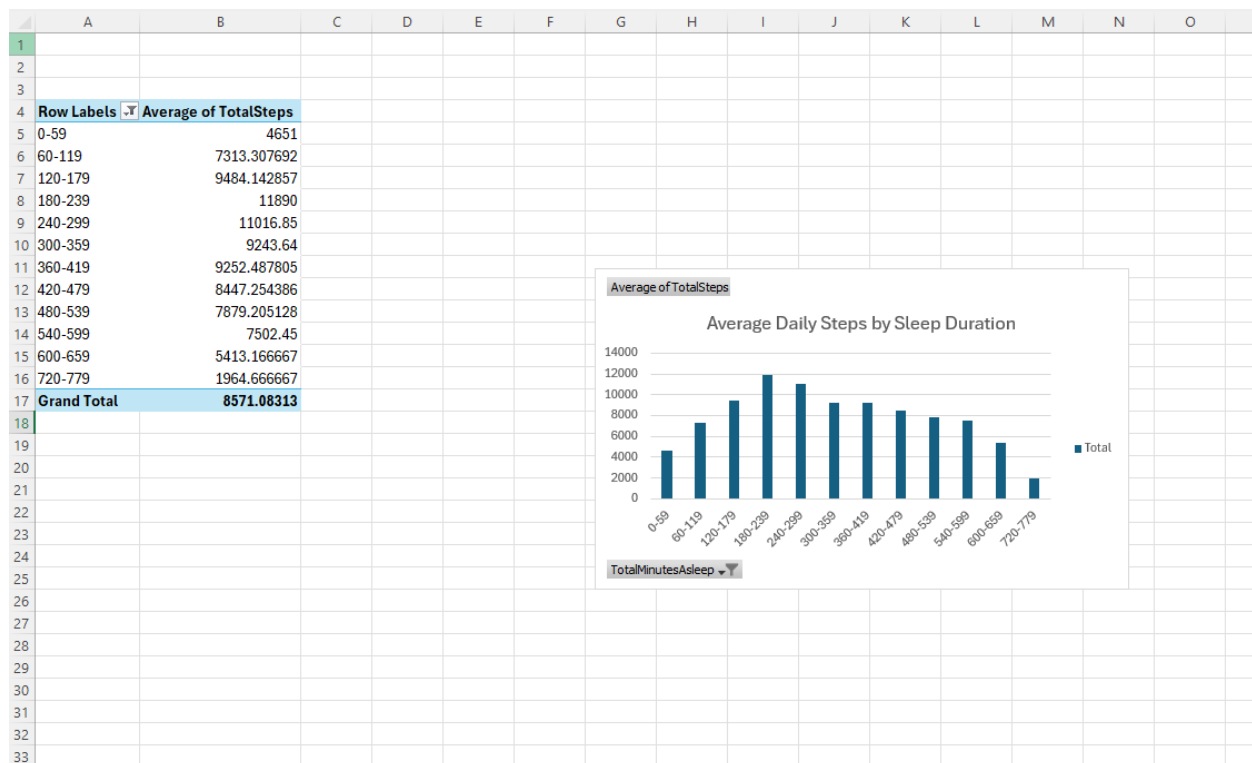 A B C D E F G H I J K L M N O
1
2
3
4 Row Labels Average of TotalSteps
5 0-59 4651
6 60-119 7313.307692
7 120-179 9484.142857
8 180-239 11890
9 240-299 11016.85
10 300-359 9243.64
11 360-419 9252.487805
12 420-479 8447.254386
13 480-539 7879.205128
14 540-599 7502.45
15 600-659 5413.166667
16 720-779 1964.666667
17 Grand Total 8571.08313
18
19
20
21
22
23
24
25
26
27
28
29
30
31
32
33
Average of TotalSteps
Average Daily Steps by Sleep Duration
14000
12000
10000
8000
6000
4000
2000
0
0-59 60-119 120-179 180-239 240-299 300-359 360-419 420-479 480-539 540-599 600-659 720-779
Total
TotalMinutesAsleep